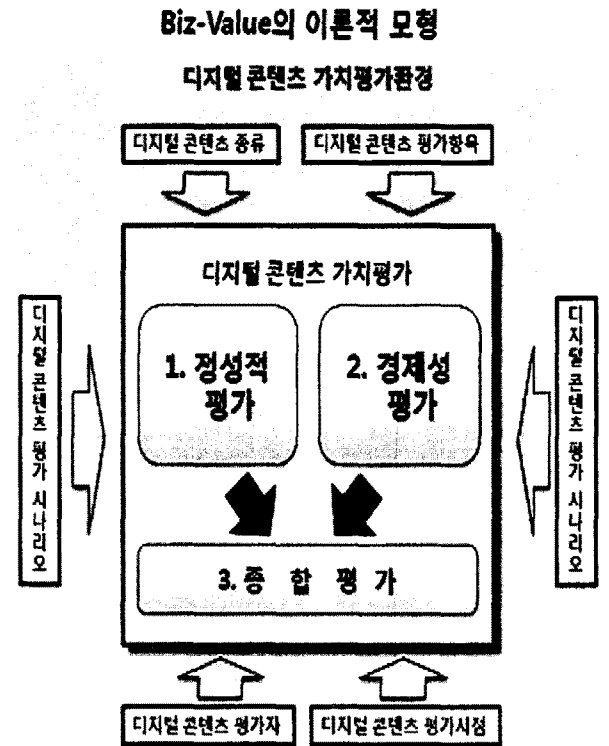 Biz-Value의 이론적 모형
디지털 콘텐츠 가치평가환경
디지털 콘텐츠 종류
디지털 콘텐츠 평가항목
디지털 콘텐츠 가치평가
디지털 콘텐츠 평가 시나리오
1. 정성적
평가
2. 경제성
평가
디지털 콘텐츠 평가 시나리오
3. 종 합 평 가
디지털 콘텐츠 평가자
디지털 콘텐츠 평가시점